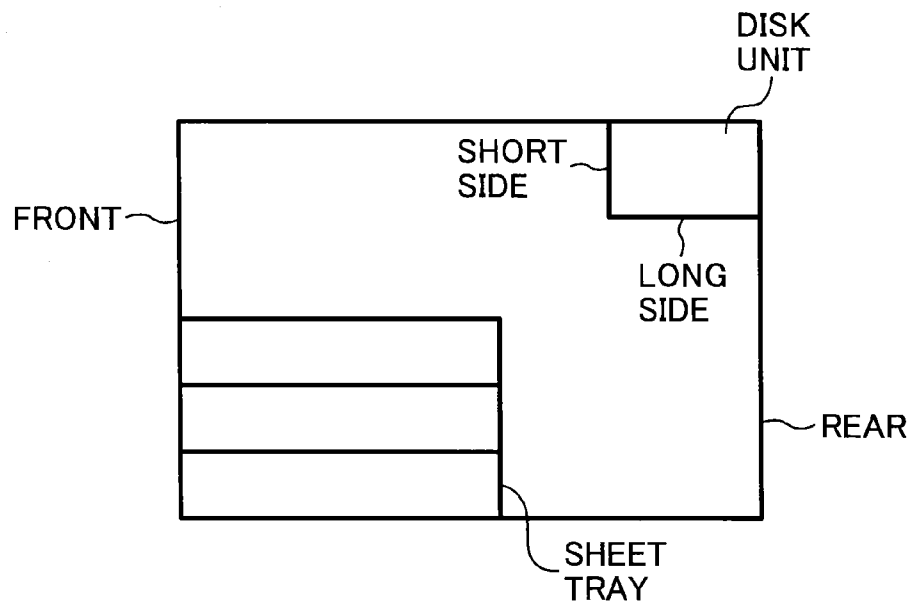 DISK
UNIT
SHORT
SIDE
FRONT
LONG
SIDE
REAR
SHEET
TRAY